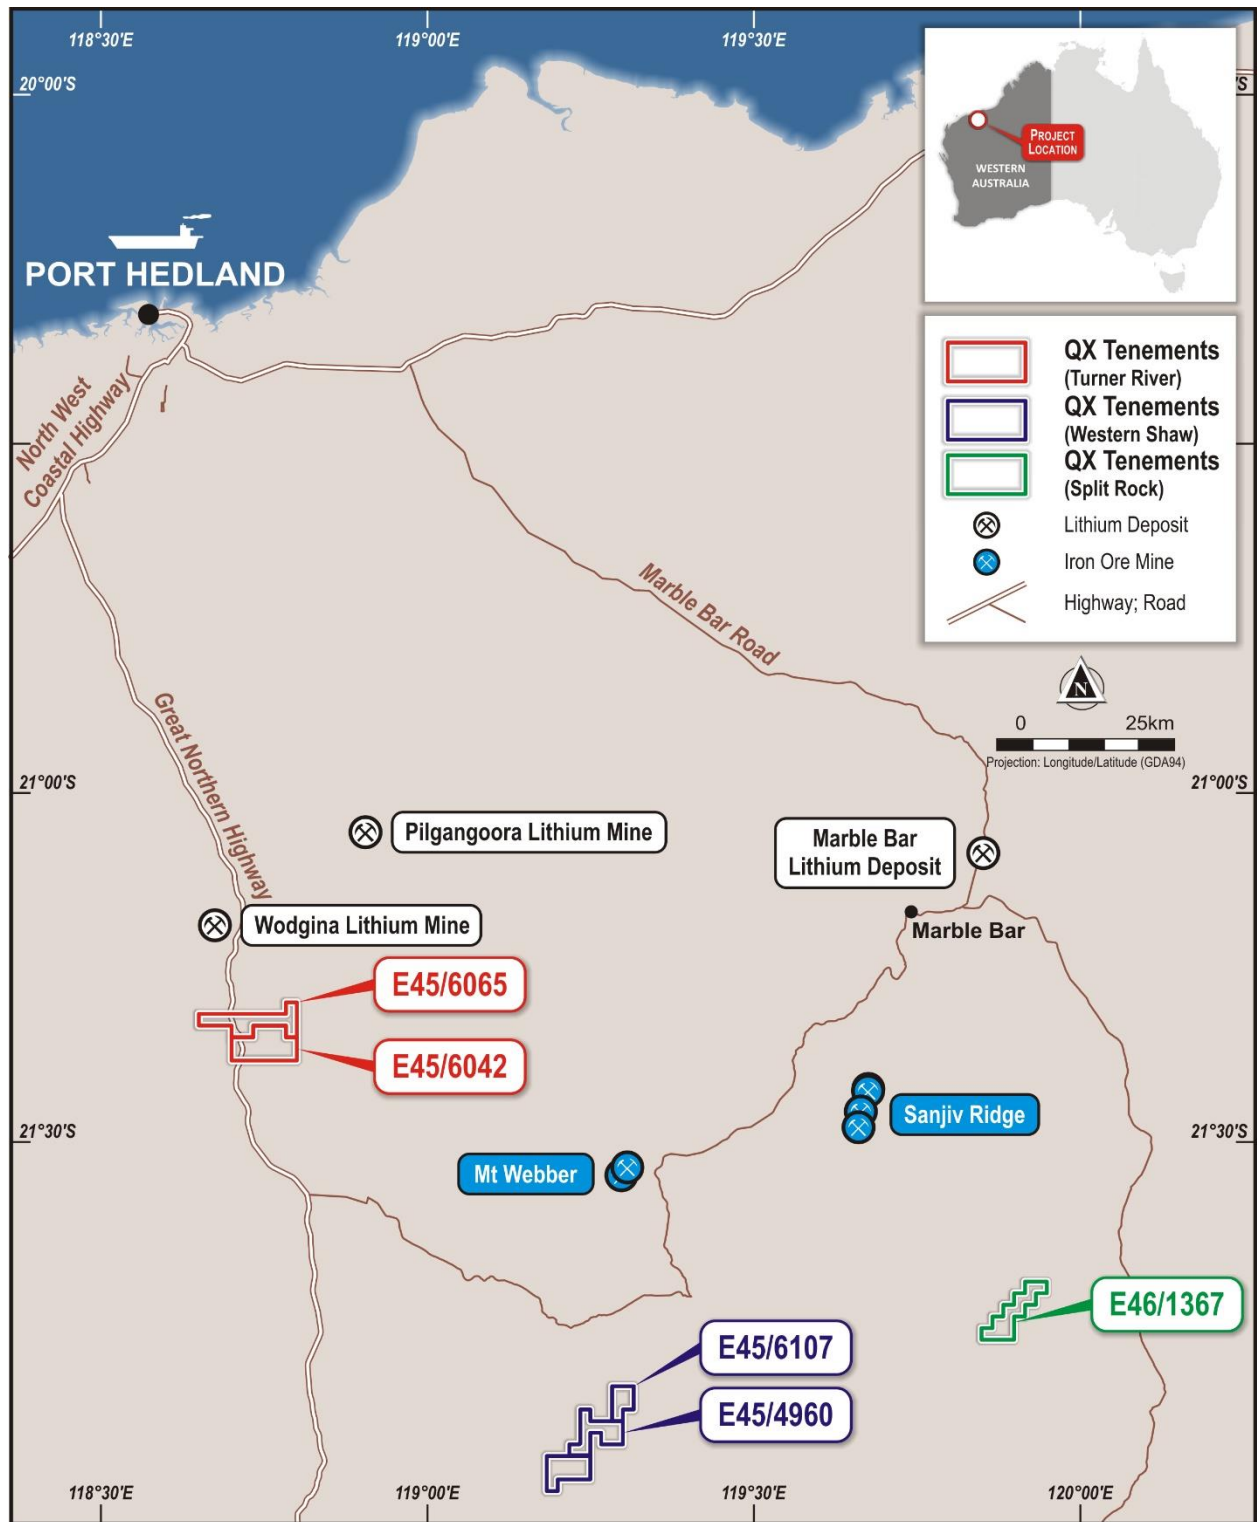 118°30'E
119°00'E
119°30'E
20°00'S
'S
PROJECT
LOCATION
WESTERN
AUSTRALIA
PORT HEDLAND
QX Tenements
(Turner River)
QX Tenements
(Western Shaw)
QX Tenements
(Split Rock)
Lithium Deposit
Iron Ore Mine
Highway; Road
North West
Coastal Highway
Marble Bar Road
N
0 25km
Projection: Longitude/Latitude (GDA94)
Great Northern Highway
21°00'S
21°00'S
Pilgangoora Lithium Mine
Marble Bar
Lithium Deposit
Wodgina Lithium Mine
Marble Bar
E45/6065
E45/6042
Sanjiv Ridge
21°30'S
21°30'S
Mt Webber
E46/1367
E45/6107
E45/4960
118°30'E
119°00'E
119°30'E
120°00'E